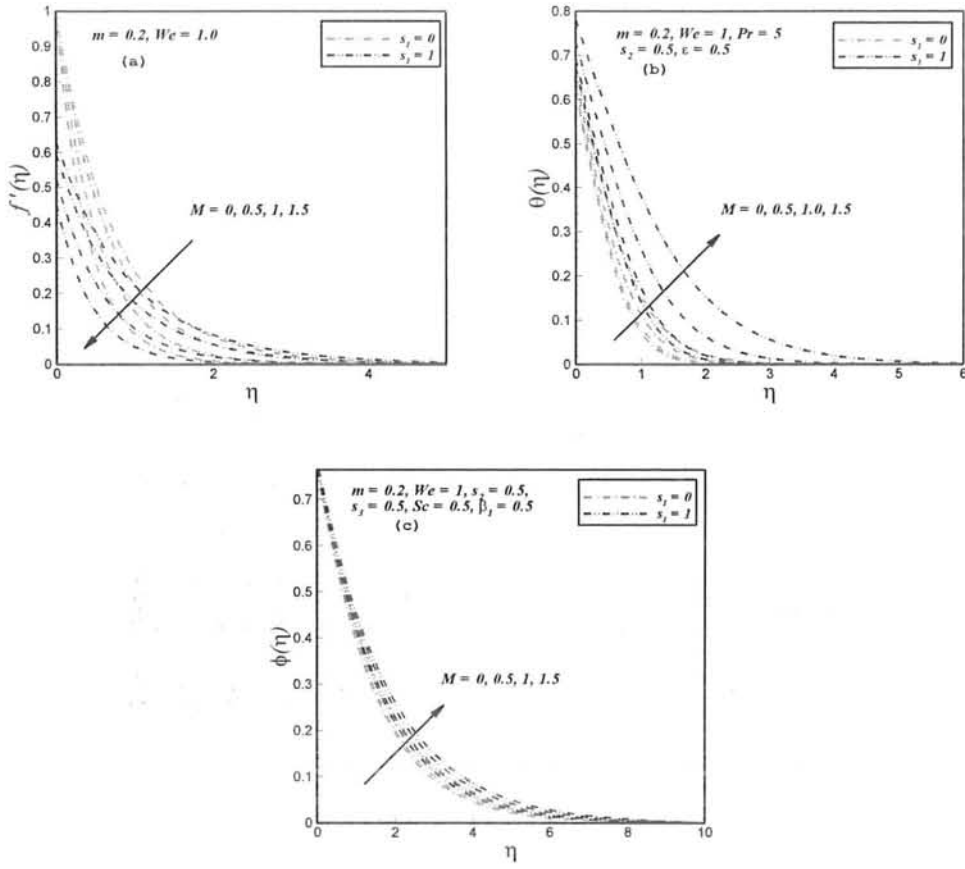 m = 0.2, We = 1.0
(a)
s₁ = 0
s₁ = 1
M = 0, 0.5, 1, 1.5
f'(η)
1
0.9
0.8
0.7
0.6
0.5
0.4
0.3
0.2
0.1
0
0 2 4
η
m = 0.2, We = 1, Pr = 5
s₂ = 0.5, ε = 0.5
(b)
s₁ = 0
s₁ = 1
M = 0, 0.5, 1.0, 1.5
θ(η)
0.8
0.7
0.6
0.5
0.4
0.3
0.2
0.1
0
0 1 2 3 4 5 6
η
m = 0.2, We = 1, s₂ = 0.5,
s₃ = 0.5, Sc = 0.5, β₁ = 0.5
(c)
s₁ = 0
s₁ = 1
M = 0, 0.5, 1, 1.5
ϕ(η)
0.7
0.6
0.5
0.4
0.3
0.2
0.1
0
0 2 4 6 8 10
η